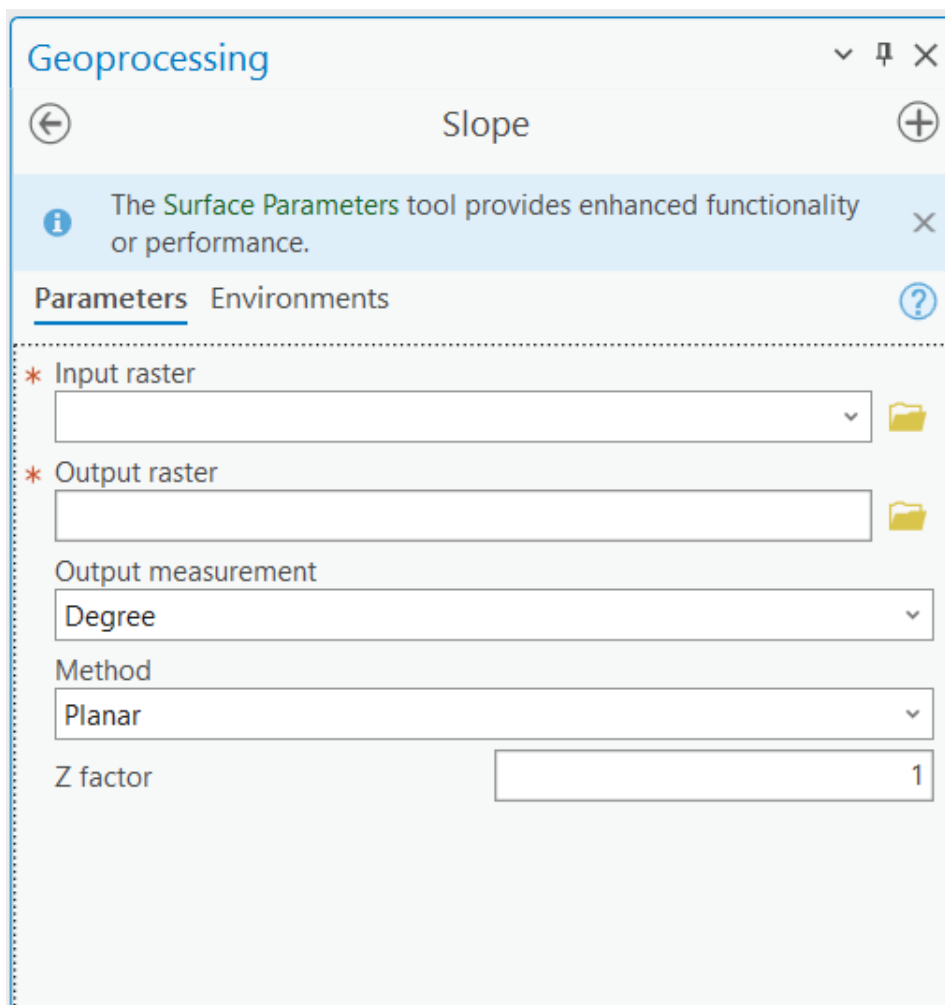 Geoprocessing
Slope
The Surface Parameters tool provides enhanced functionality
or performance.
Parameters Environments
* Input raster
* Output raster
Output measurement
Degree
Method
Planar
Z factor 1